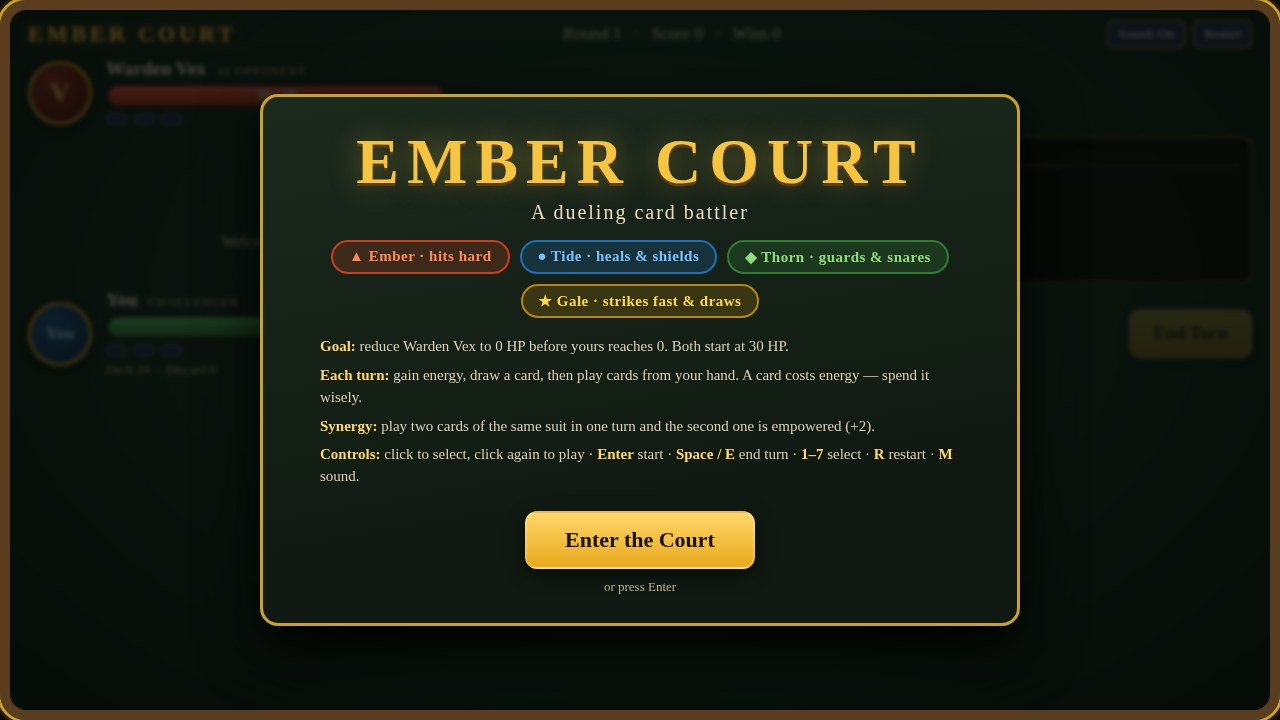 EMBER COURT
Round 1 · Score 0 · Wins 0
Sound On
Restart
Warden Vex AI OPPONENT
V
EMBER COURT
A dueling card battler
▲ Ember · hits hard
● Tide · heals & shields
◆ Thorn · guards & snares
★ Gale · strikes fast & draws
Goal: reduce Warden Vex to 0 HP before yours reaches 0. Both start at 30 HP.
Each turn: gain energy, draw a card, then play cards from your hand. A card costs energy — spend it
wisely.
Synergy: play two cards of the same suit in one turn and the second one is empowered (+2).
Controls: click to select, click again to play · Enter start · Space / E end turn · 1–7 select · R restart · M
sound.
Enter the Court
or press Enter
You CHALLENGER
You
End Turn